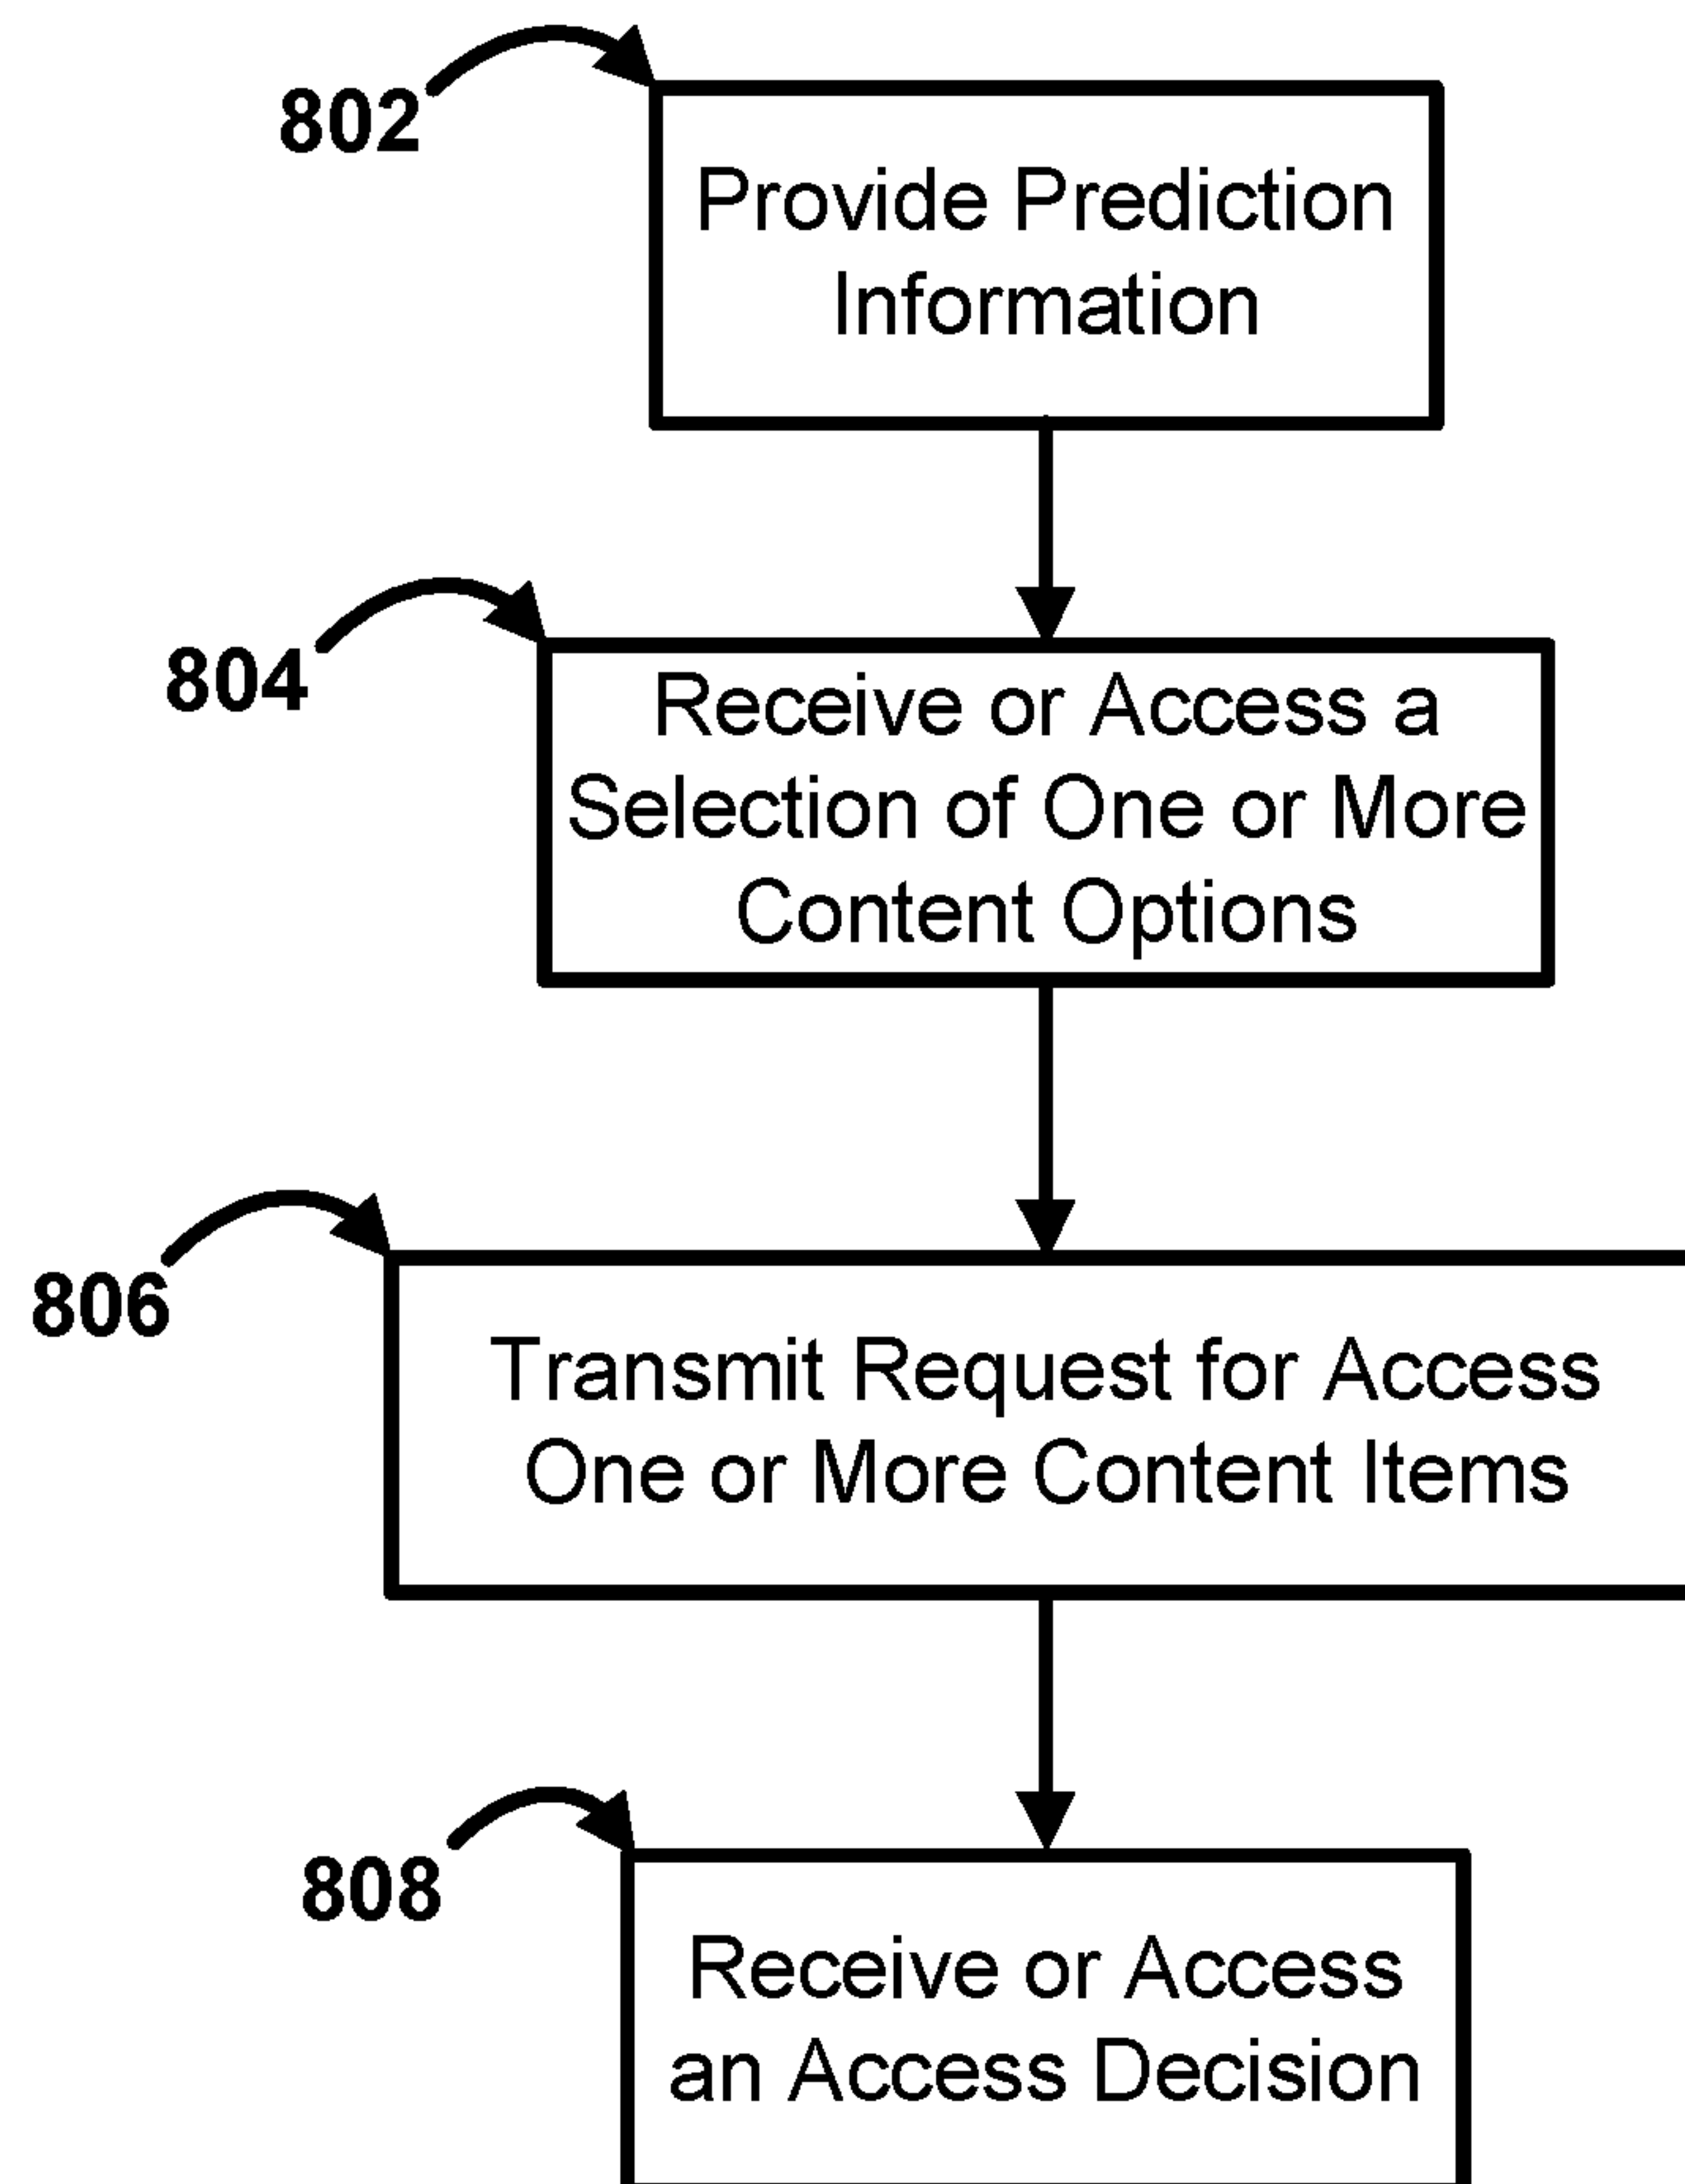 802
Provide Prediction
Information
804
Receive or Access a
Selection of One or More
Content Options
806
Transmit Request for Access
One or More Content Items
808
Receive or Access
an Access Decision